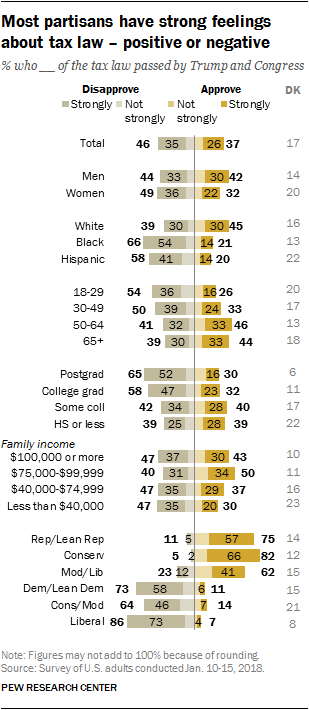 Most partisans have strong feelings
about tax law – positive or negative
% who __ of the tax law passed by Trump and Congress
Disapprove Approve DK
Strongly Not strongly Not strongly Strongly
Total 46 35 26 37 17
Men 44 33 30 42 14
Women 49 36 22 32 20
White 39 30 30 45 16
Black 66 54 14 21 13
Hispanic 58 41 14 20 22
18-29 54 36 16 26 20
30-49 50 39 24 33 17
50-64 41 32 33 46 13
65+ 39 30 33 44 18
Postgrad 65 52 16 30 6
College grad 58 47 23 32 11
Some coll 42 34 28 40 17
HS or less 39 25 28 39 22
Family income
$100,000 or more 47 37 30 43 10
$75,000-$99,999 40 31 34 50 11
$40,000-$74,999 47 35 29 37 16
Less than $40,000 47 35 20 30 23
Rep/Lean Rep 11 5 57 75 14
Conserv 5 2 66 82 12
Mod/Lib 23 12 41 62 15
Dem/Lean Dem 73 58 6 11 15
Cons/Mod 64 46 7 14 21
Liberal 86 73 4 7 8
Note: Figures may not add to 100% because of rounding.
Source: Survey of U.S. adults conducted Jan. 10-15, 2018.
PEW RESEARCH CENTER